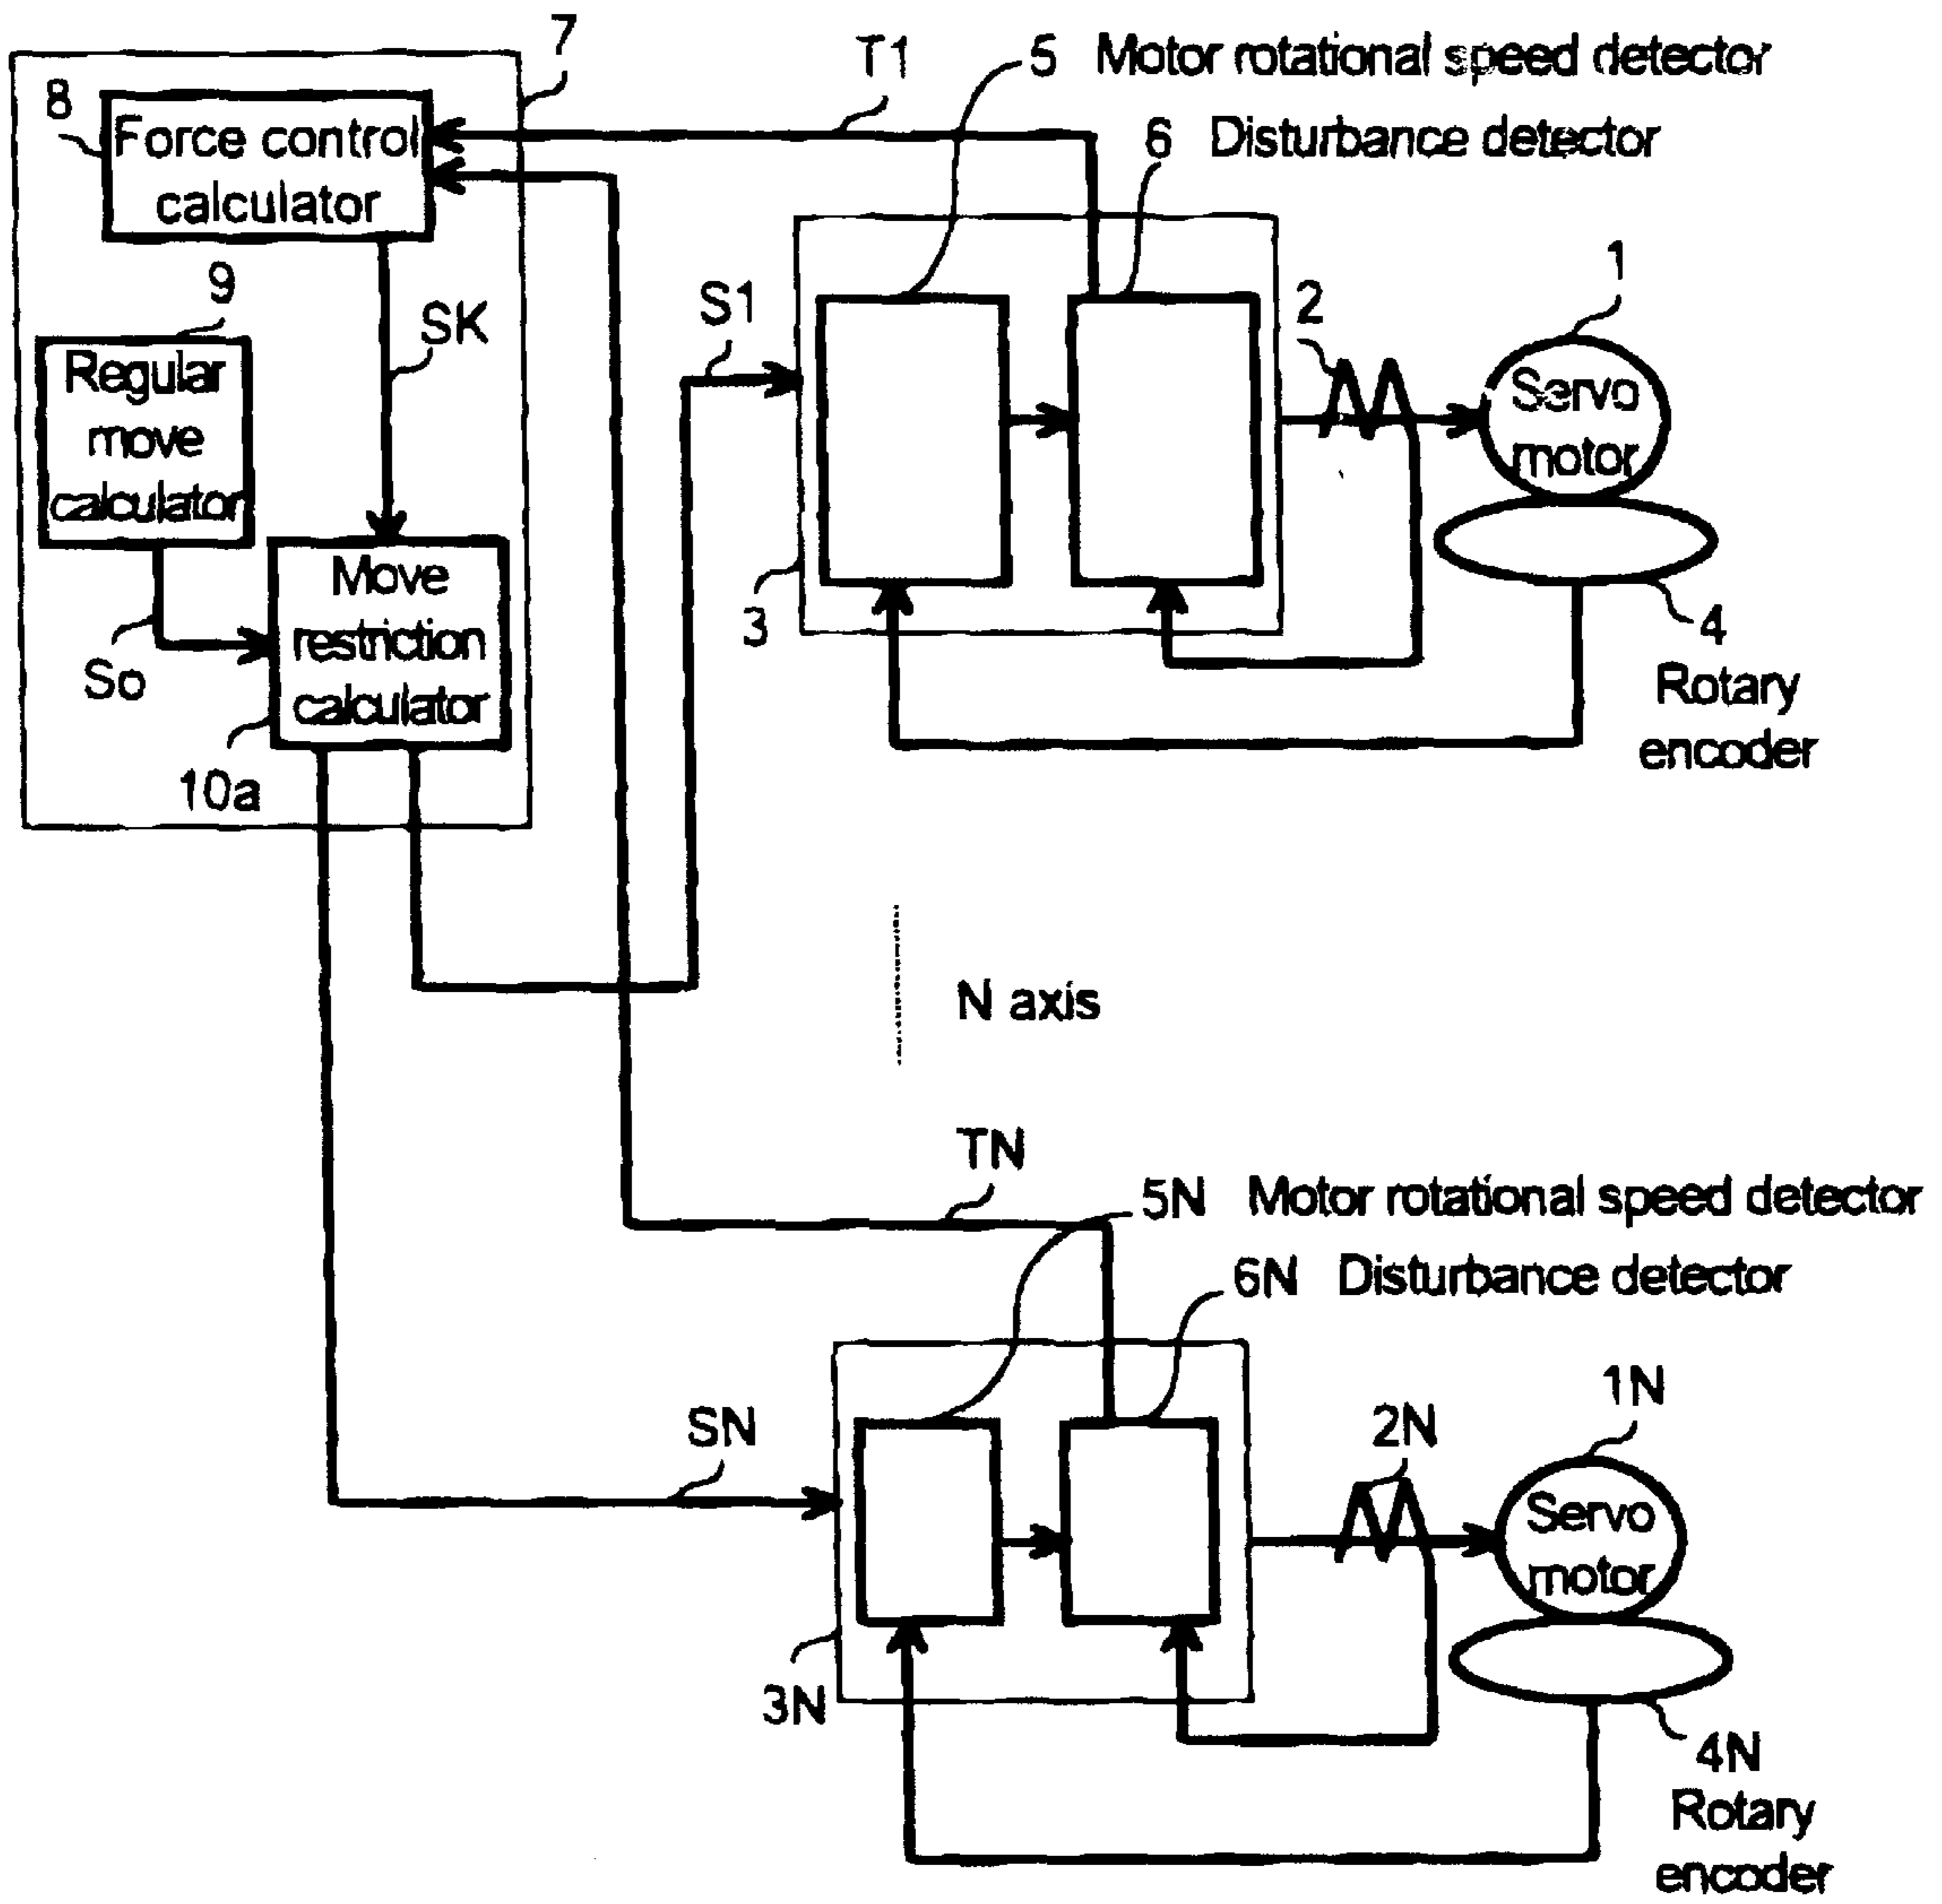 7
T1
5 Motor rotational speed detector
8
Force control
calculator
6 Disturbance detector
9
SK
S1
2
1
Regular
move
calculator
Servo
motor
Move
restriction
calculator
3
4
So
Rotary
encoder
10a
N axis
TN
5N Motor rotational speed detector
6N Disturbance detector
SN
2N
1N
Servo
motor
3N
4N
Rotary
encoder